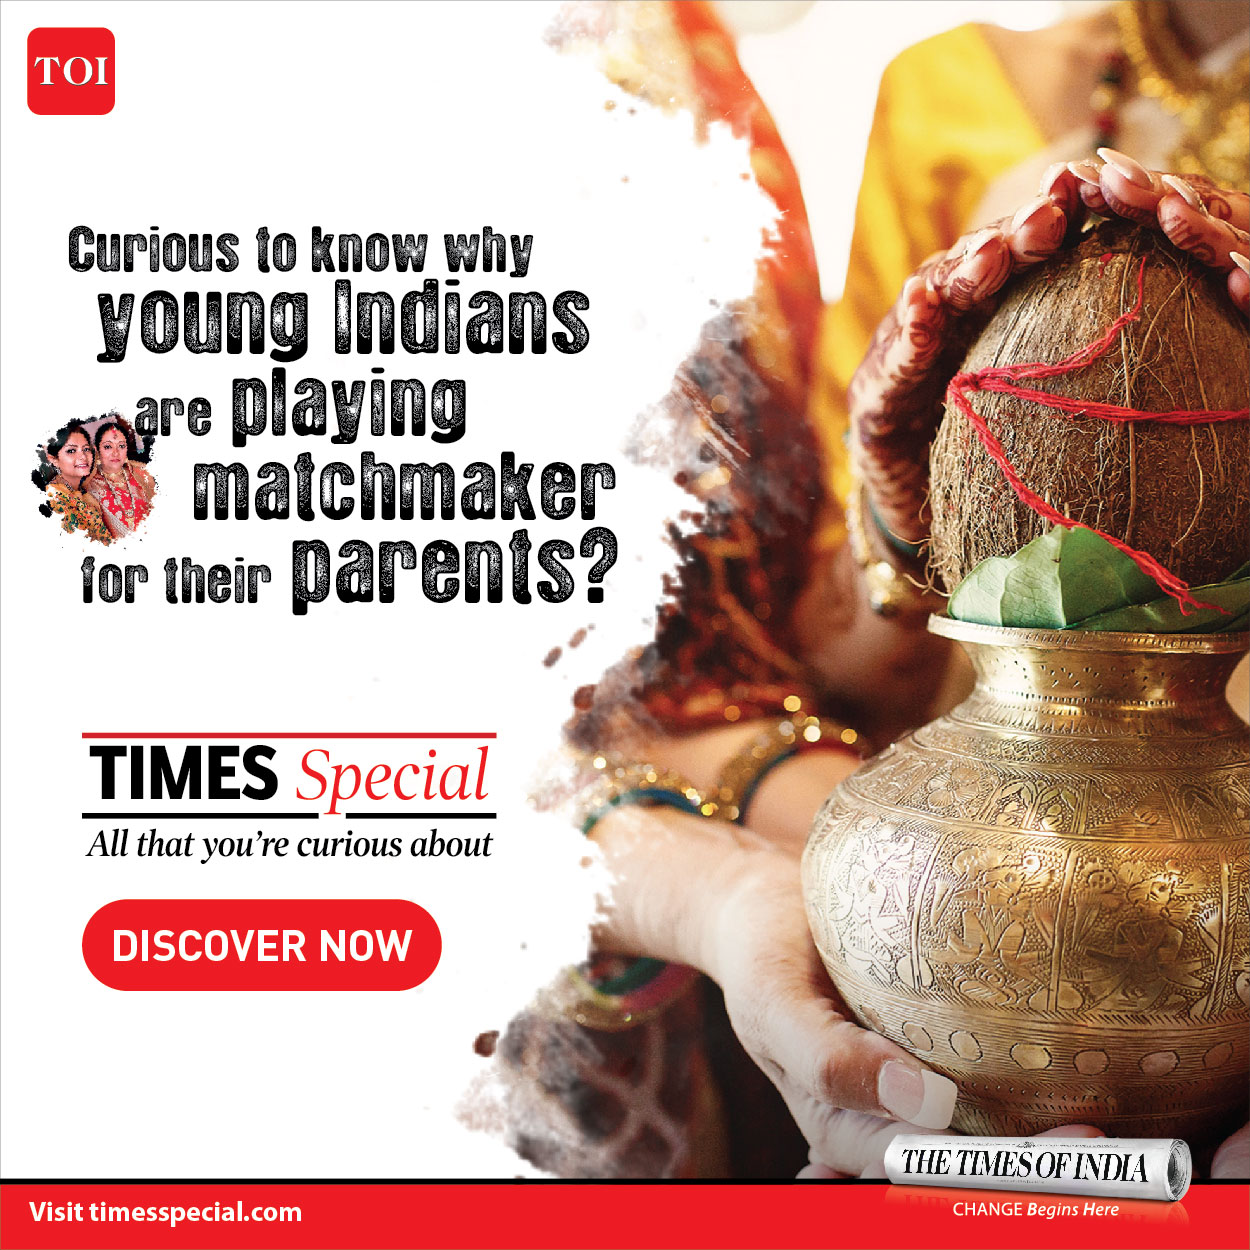 TOI
Curious to know why
young Indians
are playing
matchmaker
for their parents?
TIMES Special
All that you're curious about
DISCOVER NOW
THE TIMES OF INDIA
Visit timesspecial.com
CHANGE Begins Here